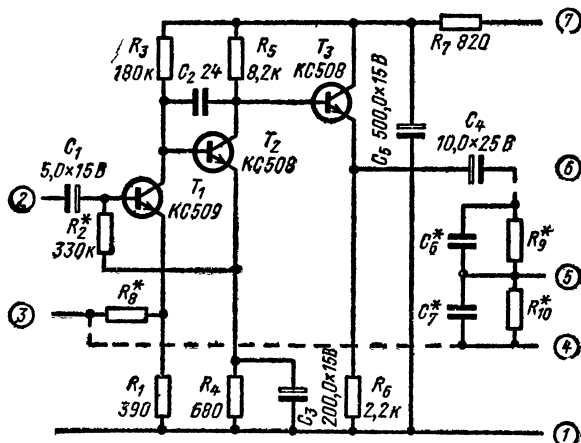 R3
180к
C2 24
R5
8,2к
T3
КС508
R7 820
7
C5 500,0×15В
C4
10,0×25В
6
T2
КС508
C1
5,0×15В
T1
КС509
2
R2*
330к
C6*
R9*
5
3
R8*
C7*
R10*
4
R1
390
R4
680
C3
200,0×15В
R6
2,2к
1